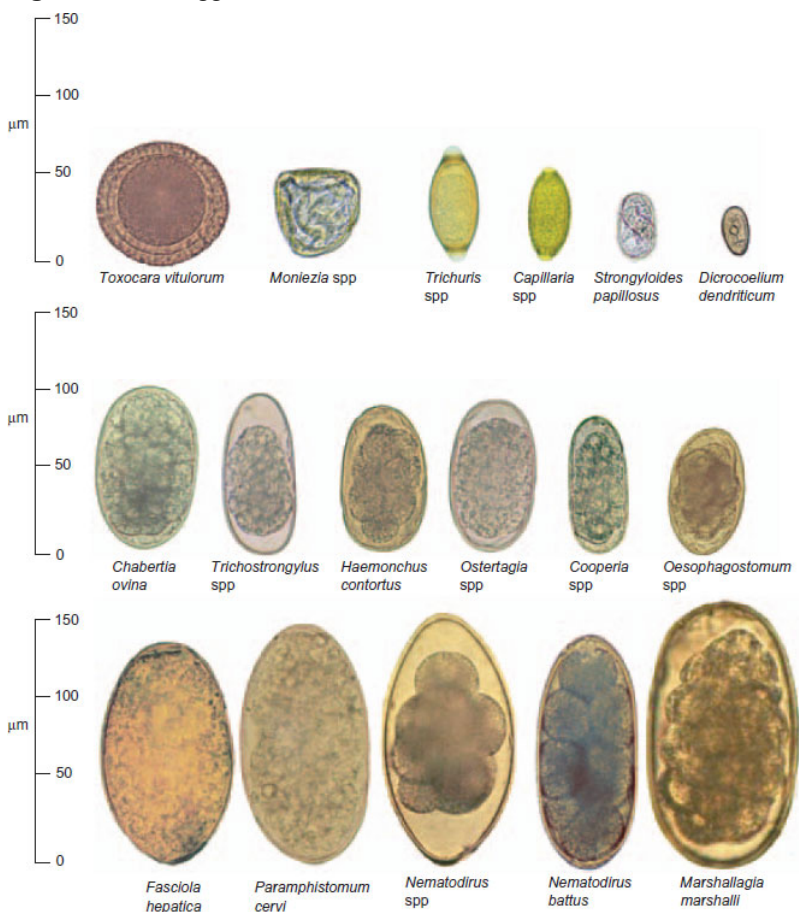 150
100
μm
50
0
Toxocara vitulorum
Moniezia spp
Trichuris
spp
Capillaria
spp
Strongyloides
papillosus
Dicrocoelium
dendriticum
150
100
50
0
Chabertia
ovina
Trichostrongylus
spp
Haemonchus
contortus
Ostertagia
spp
Cooperia
spp
Oesophagostomum
spp
150
100
μm
50
0
Fasciola
hepatica
Paramphistomum
cervi
Nematodirus
spp
Nematodirus
battus
Marshallagia
marshalli